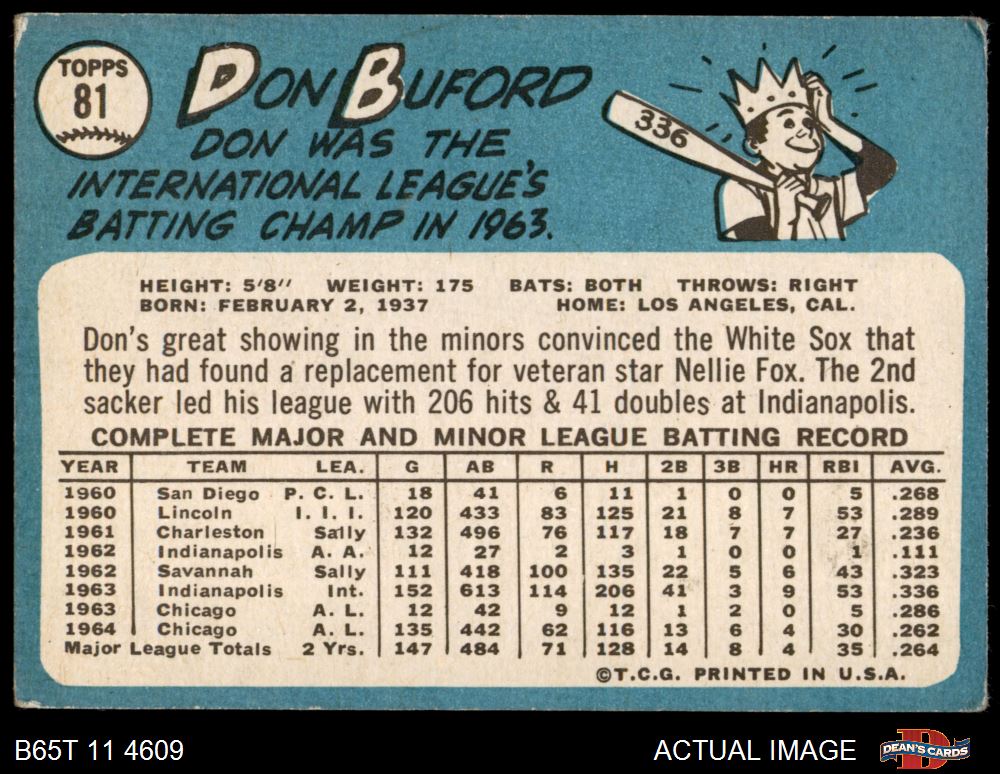 TOPPS
81
DON BUFORD
DON WAS THE
INTERNATIONAL LEAGUE'S
BATTING CHAMP IN 1963.
336
HEIGHT: 5'8" WEIGHT: 175 BATS: BOTH THROWS: RIGHT
BORN: FEBRUARY 2, 1937 HOME: LOS ANGELES, CAL.
Don's great showing in the minors convinced the White Sox that
they had found a replacement for veteran star Nellie Fox. The 2nd
sacker led his league with 206 hits & 41 doubles at Indianapolis.
COMPLETE MAJOR AND MINOR LEAGUE BATTING RECORD
YEAR TEAM LEA. G AB R H 2B 3B HR RBI AVG.
1960 San Diego P. C. L. 18 41 6 11 1 0 0 5 .268
1960 Lincoln I. I. I. 120 433 83 125 21 8 7 53 .289
1961 Charleston Sally 132 496 76 117 18 7 7 27 .236
1962 Indianapolis A. A. 12 27 2 3 1 0 0 1 .111
1962 Savannah Sally 111 418 100 135 22 5 6 43 .323
1963 Indianapolis Int. 152 613 114 206 41 3 9 53 .336
1963 Chicago A. L. 12 42 9 12 1 2 0 5 .286
1964 Chicago A. L. 135 442 62 116 13 6 4 30 .262
Major League Totals 2 Yrs. 147 484 71 128 14 8 4 35 .264
©T.C.G. PRINTED IN U.S.A.
B65T 11 4609 ACTUAL IMAGE DEAN'S CARDS